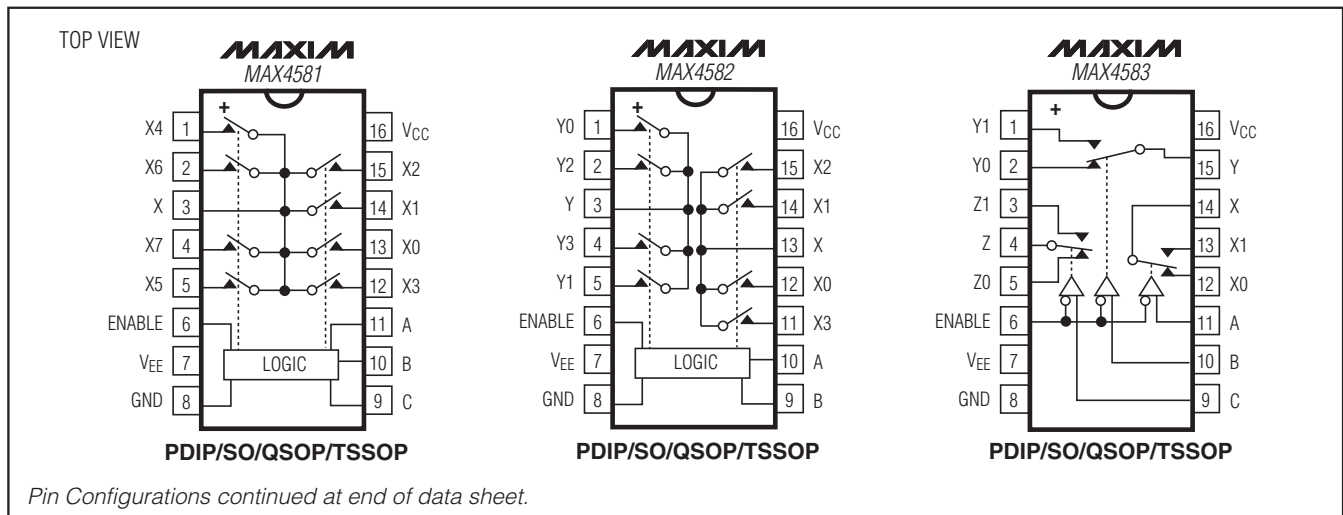 TOP VIEW
MAXIM
MAX4581
+
X4 1
X6 2
X 3
X7 4
X5 5
ENABLE 6
VEE 7
GND 8
16 VCC
15 X2
14 X1
13 X0
12 X3
11 A
10 B
9 C
LOGIC
PDIP/SO/QSOP/TSSOP
MAXIM
MAX4582
+
Y0 1
Y2 2
Y 3
Y3 4
Y1 5
ENABLE 6
VEE 7
GND 8
16 VCC
15 X2
14 X1
13 X
12 X0
11 X3
10 A
9 B
LOGIC
PDIP/SO/QSOP/TSSOP
MAXIM
MAX4583
+
Y1 1
Y0 2
Z1 3
Z 4
Z0 5
ENABLE 6
VEE 7
GND 8
16 VCC
15 Y
14 X
13 X1
12 X0
11 A
10 B
9 C
PDIP/SO/QSOP/TSSOP
Pin Configurations continued at end of data sheet.